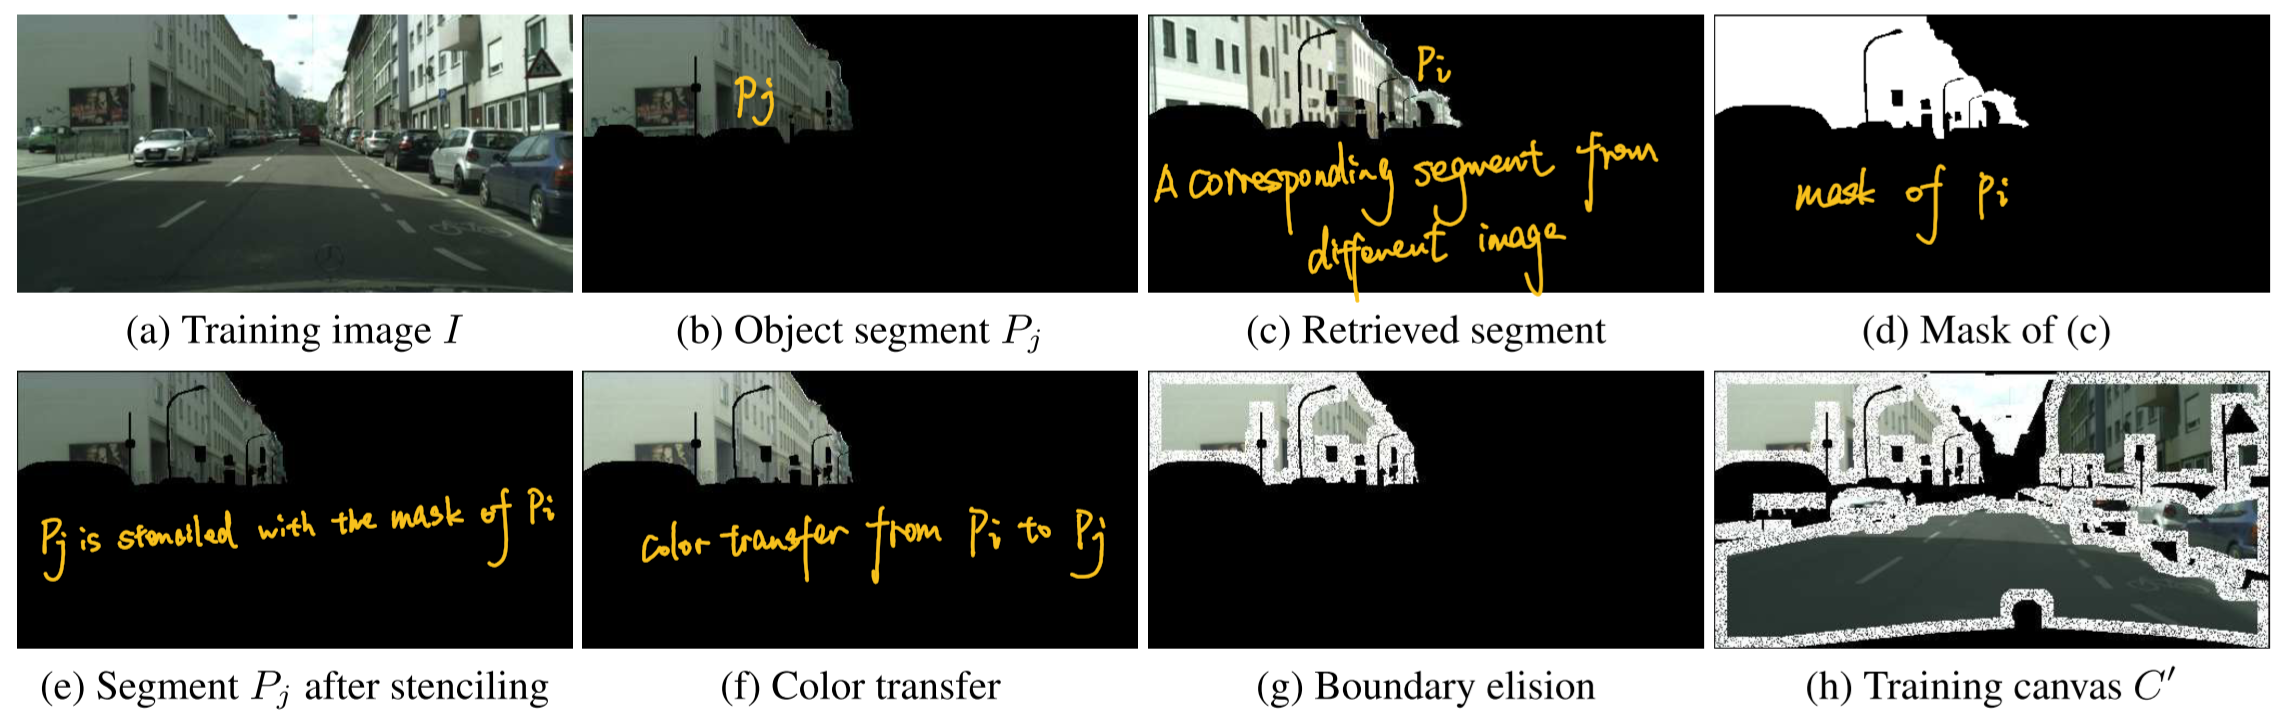 Pj
Pi
A corresponding segment from
different image
mask of Pi
(a) Training image I
(b) Object segment Pj
(c) Retrieved segment
(d) Mask of (c)
Pj is stenciled with the mask of Pi
color transfer from Pi to Pj
(e) Segment Pj after stenciling
(f) Color transfer
(g) Boundary elision
(h) Training canvas C′